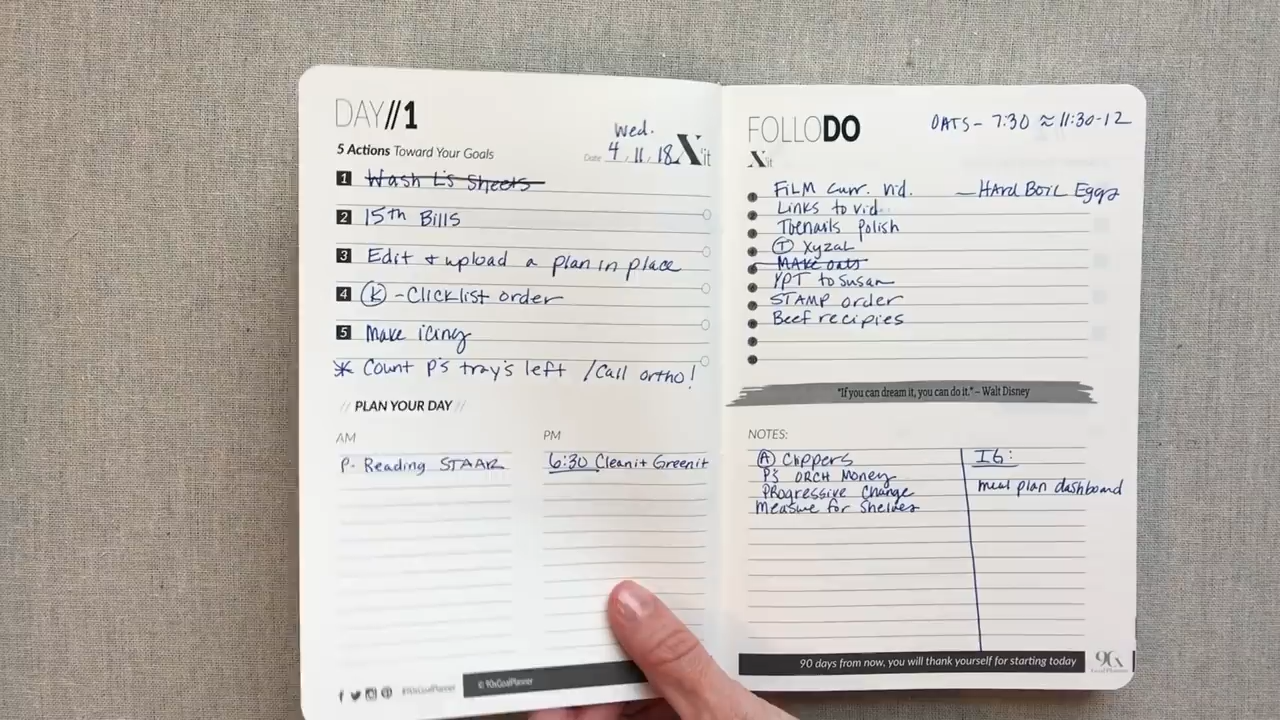 DAY//1
Wed.
5 Actions Toward Your Goals
Date 4.11.18 X'it
1 Wash L's Sheets
2 15th Bills
3 Edit + upload a plan in place
4 K - Clicklist order
5 Make icing
* Count P's tray's left / Call ortho!
// PLAN YOUR DAY //
AM
P- Reading STAAR
PM
6:30 Cleanit Greenit
#90xGoalPlanner
© 90xGoalPlanner
FOLLODO
OATS - 7:30 ≈ 11:30-12
X'it
FILM curr. vid. - HARD BOIL Eggs
Links to vid.
Toenails polish
T Xyzal
MAKE oats
YPT to Susan
STAMP order
Beef recipies
"If you can dream it, you can do it." - Walt Disney
NOTES:
A Clippers
P's ORCH Money
PROgressive Change
Measure for Shelves
IG:
meal plan dashboard
90 days from now, you will thank yourself for starting today
90X